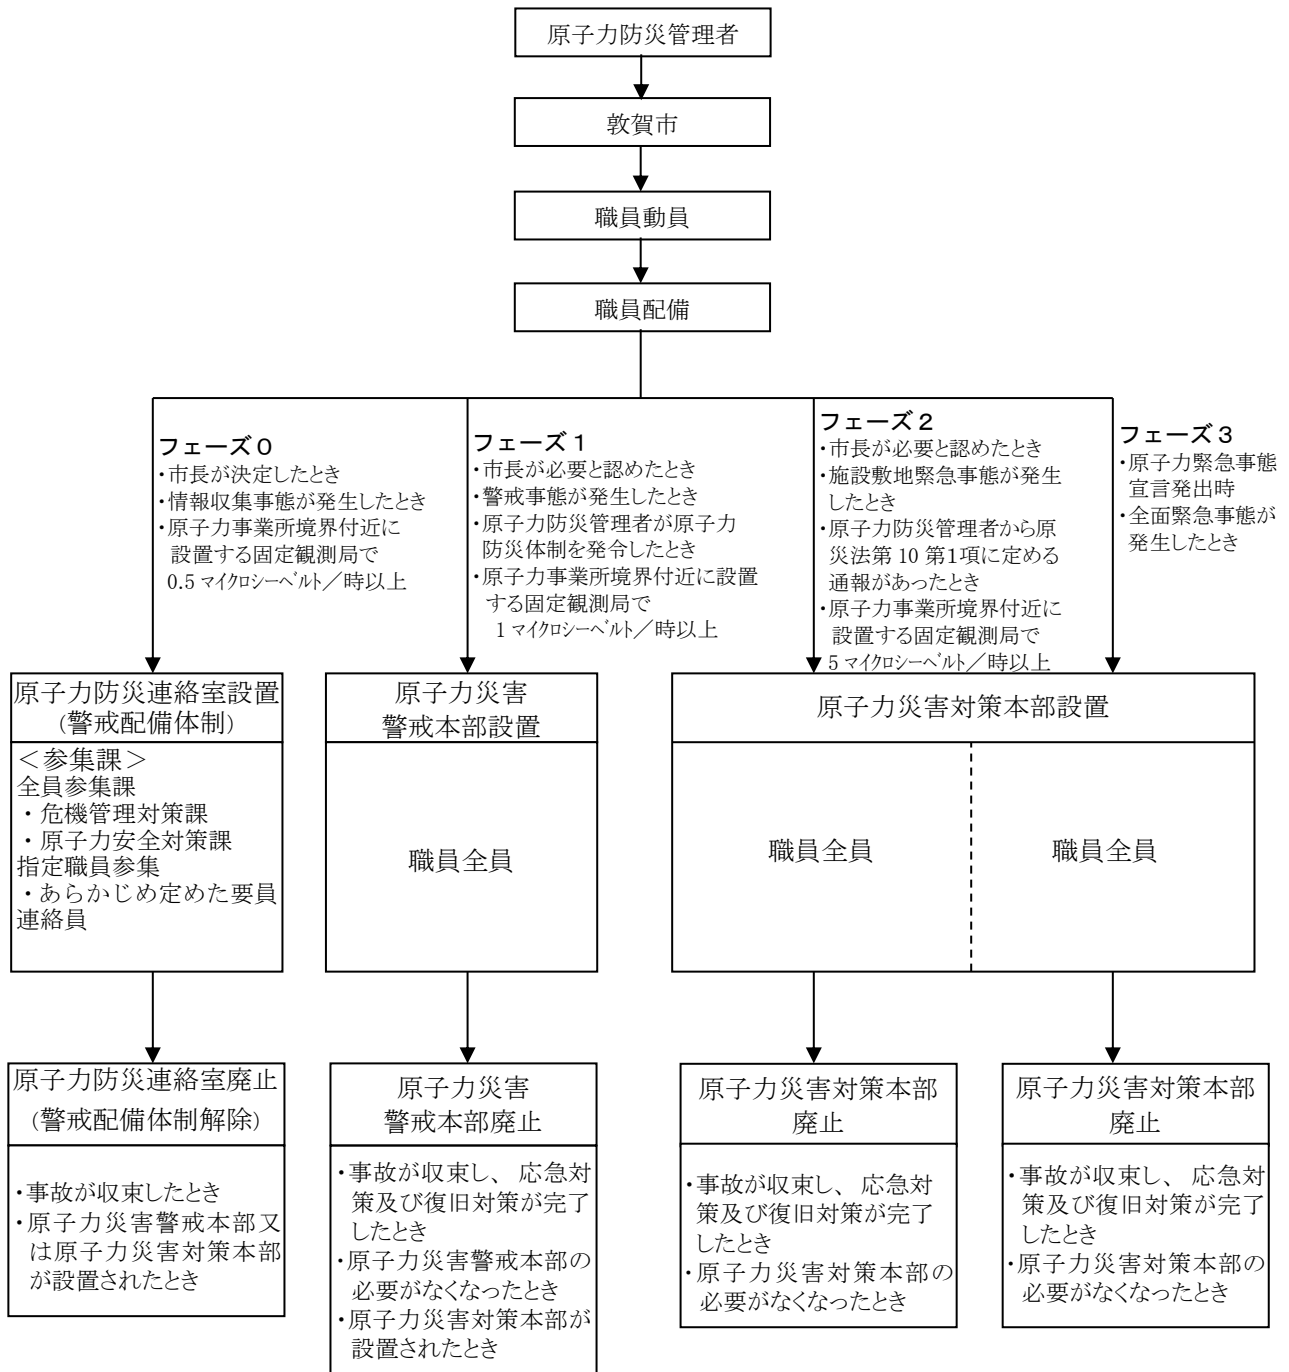 原子力防災管理者
敦賀市
職員動員
職員配備
フェーズ０
・市長が決定したとき
・情報収集事態が発生したとき
・原子力事業所境界付近に
設置する固定観測局で
0.5 マイクロシーベルト／時以上
フェーズ１
・市長が必要と認めたとき
・警戒事態が発生したとき
・原子力防災管理者が原子力
防災体制を発令したとき
・原子力事業所境界付近に設置
する固定観測局で
1 マイクロシーベルト／時以上
フェーズ２
・市長が必要と認めたとき
・施設敷地緊急事態が発生
したとき
・原子力防災管理者から原
災法第 10 第1項に定める
通報があったとき
・原子力事業所境界付近に
設置する固定観測局で
5 マイクロシーベルト／時以上
フェーズ３
・原子力緊急事態
宣言発出時
・全面緊急事態が
発生したとき
原子力防災連絡室設置
（警戒配備体制）
＜参集課＞
全員参集課
・危機管理対策課
・原子力安全対策課
指定職員参集
・あらかじめ定めた要員
連絡員
原子力災害
警戒本部設置
職員全員
原子力災害対策本部設置
職員全員
職員全員
原子力防災連絡室廃止
（警戒配備体制解除）
・事故が収束したとき
・原子力災害警戒本部又
は原子力災害対策本部
が設置されたとき
原子力災害
警戒本部廃止
・事故が収束し、応急対
策及び復旧対策が完了
したとき
・原子力災害警戒本部の
必要がなくなったとき
・原子力災害対策本部が
設置されたとき
原子力災害対策本部
廃止
・事故が収束し、応急対
策及び復旧対策が完了
したとき
・原子力災害対策本部の
必要がなくなったとき
原子力災害対策本部
廃止
・事故が収束し、応急対
策及び復旧対策が完了
したとき
・原子力災害対策本部の
必要がなくなったとき